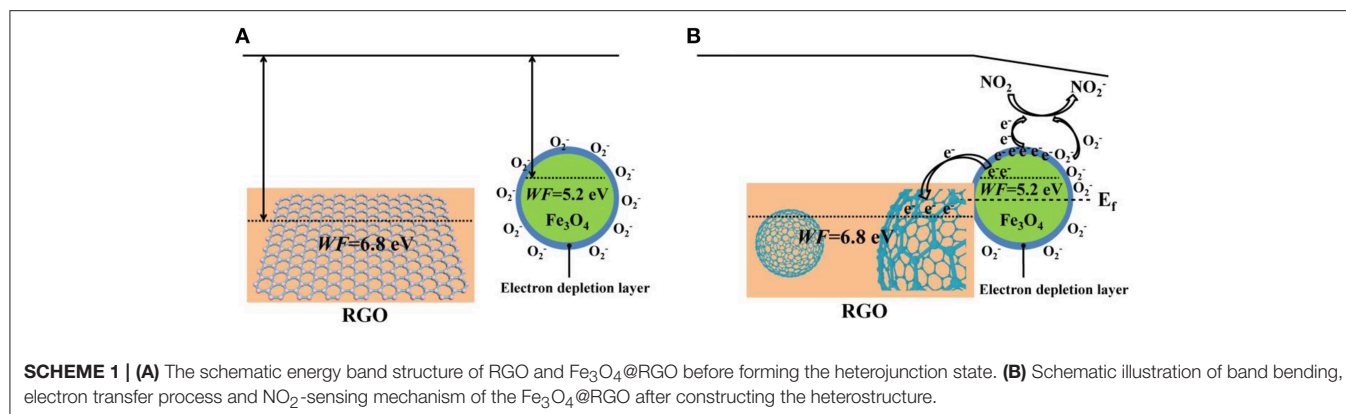 A
B
NO₂
NO₂⁻
e⁻
e⁻
O₂⁻
O₂⁻ O₂⁻ O₂⁻
e⁻
e⁻e⁻e⁻e⁻ e⁻O₂⁻
O₂⁻ O₂⁻
e⁻e⁻ O₂⁻
WF=5.2 eV
WF=5.2 eV
O₂⁻ O₂⁻
O₂⁻
e⁻ e⁻ e⁻
E_f
Fe₃O₄
Fe₃O₄
WF=6.8 eV
O₂⁻ O₂⁻
WF=6.8 eV
O₂⁻ O₂⁻
O₂⁻ O₂⁻
Electron depletion layer
Electron depletion layer
RGO
RGO
SCHEME 1 | (A) The schematic energy band structure of RGO and Fe₃O₄@RGO before forming the heterojunction state. (B) Schematic illustration of band bending,
electron transfer process and NO₂-sensing mechanism of the Fe₃O₄@RGO after constructing the heterostructure.